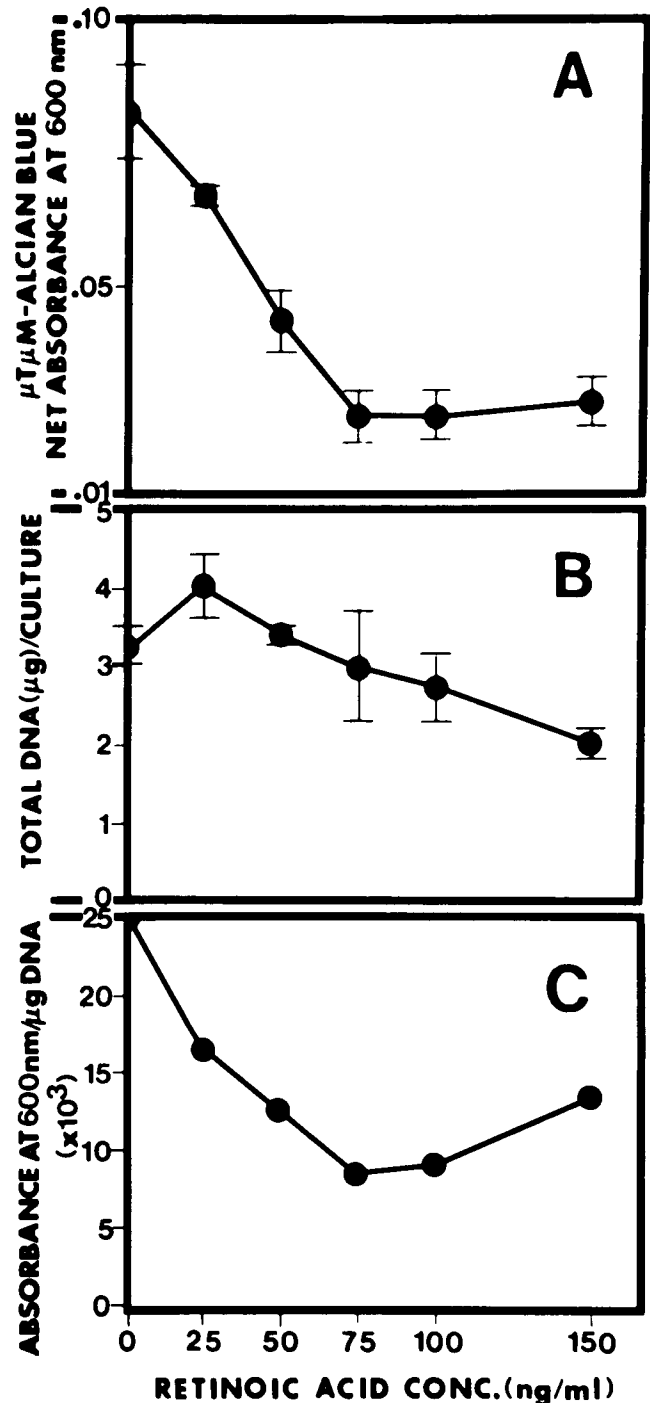 µTµM-ALCIAN BLUE
NET ABSORBANCE AT 600 nm
.10
.05
.01
A
TOTAL DNA (µg)/CULTURE
5
4
3
2
1
0
B
ABSORBANCE AT 600nm/µg DNA
(x10⁻³)
25
20
15
10
5
0
C
0 25 50 75 100 150
RETINOIC ACID CONC.(ng/ml)